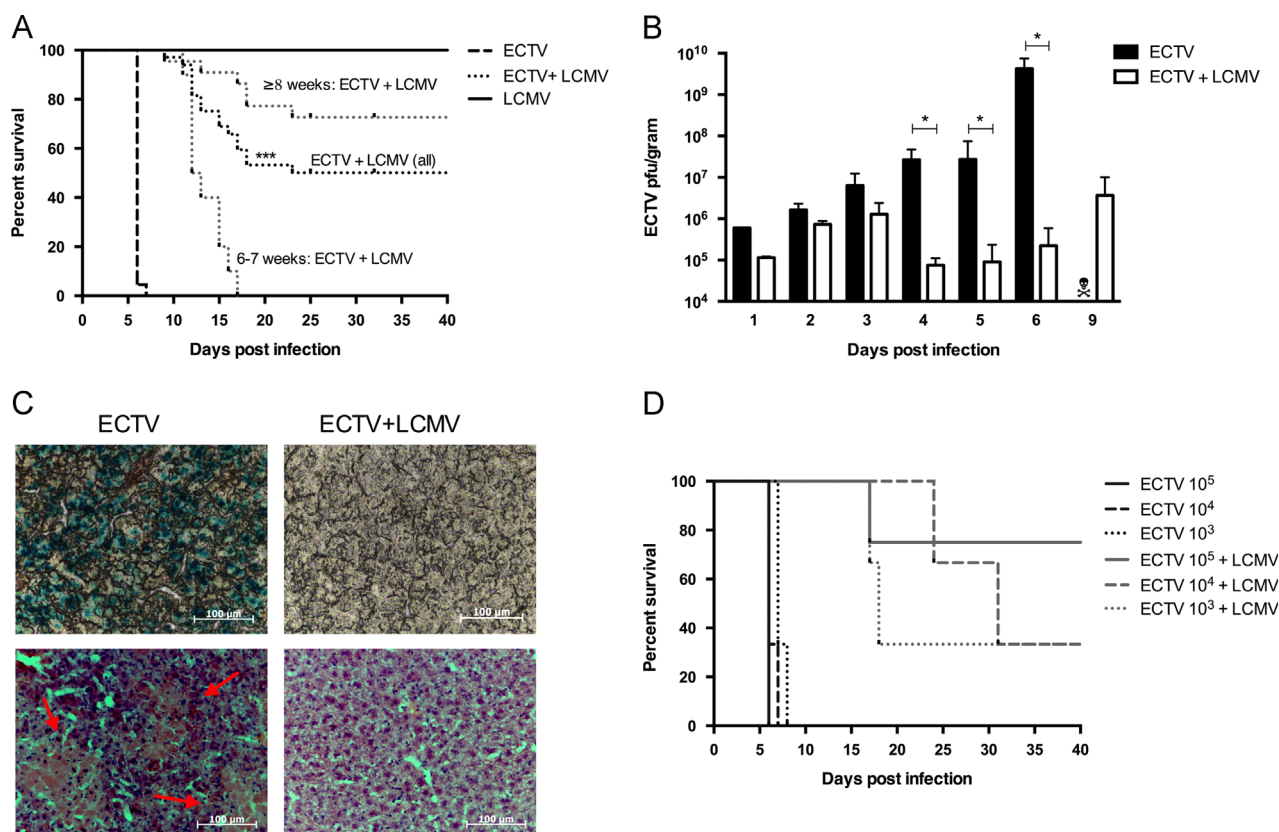 A
100
80
60
40
20
0
Percent survival
0 5 10 15 20 25 30 35 40
Days post infection
≥8 weeks: ECTV + LCMV
***
ECTV + LCMV (all)
6-7 weeks: ECTV + LCMV
ECTV
ECTV+ LCMV
LCMV
B
10¹⁰
10⁹
10⁸
10⁷
10⁶
10⁵
10⁴
ECTV pfu/gram
* * *
1 2 3 4 5 6 9
Days post infection
ECTV
ECTV + LCMV
C
ECTV ECTV+LCMV
100 µm 100 µm
100 µm 100 µm
D
100
80
60
40
20
0
Percent survival
0 5 10 15 20 25 30 35 40
Days post infection
ECTV 10⁵
ECTV 10⁴
ECTV 10³
ECTV 10⁵ + LCMV
ECTV 10⁴ + LCMV
ECTV 10³ + LCMV